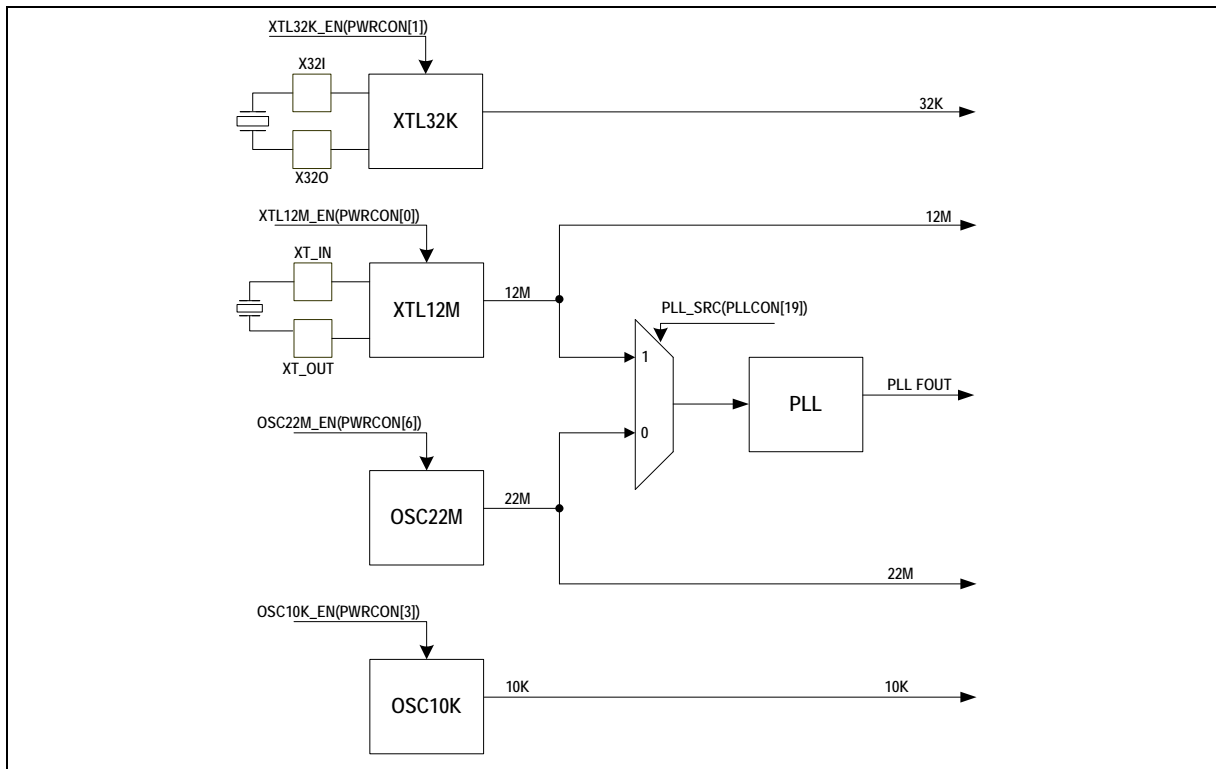 XTL32K_EN(PWRCON[1])
X32I
XTL32K
32K
X32O
XTL12M_EN(PWRCON[0])
12M
XT_IN
12M
XTL12M
PLL_SRC(PLLCON[19])
1
XT_OUT
PLL FOUT
PLL
OSC22M_EN(PWRCON[6])
0
22M
OSC22M
22M
OSC10K_EN(PWRCON[3])
10K
10K
OSC10K